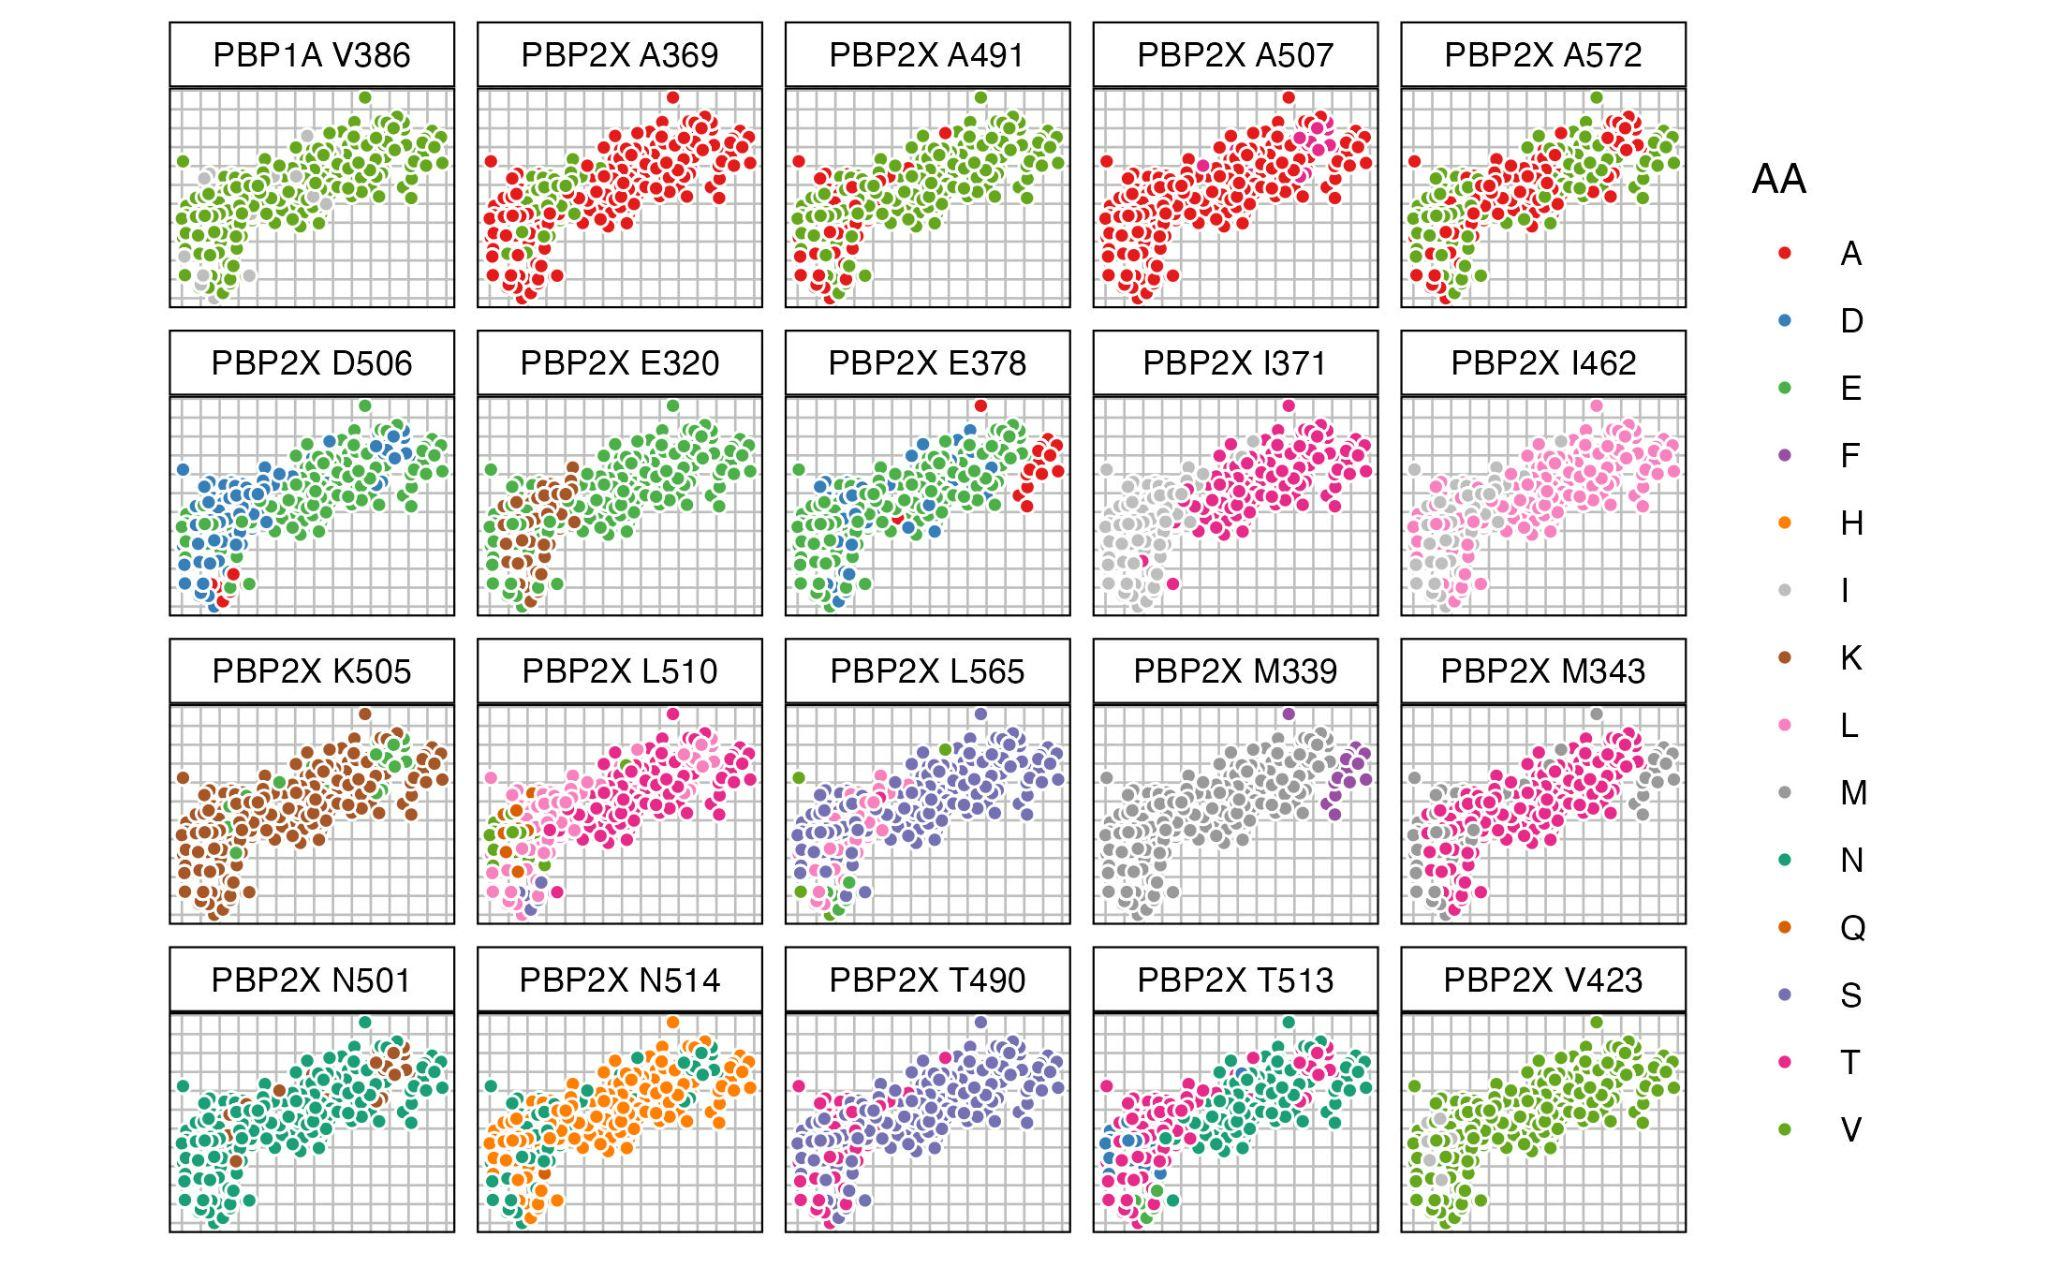 PBP1A V386
PBP2X A369
PBP2X A491
PBP2X A507
PBP2X A572
PBP2X D506
PBP2X E320
PBP2X E378
PBP2X I371
PBP2X I462
PBP2X K505
PBP2X L510
PBP2X L565
PBP2X M339
PBP2X M343
PBP2X N501
PBP2X N514
PBP2X T490
PBP2X T513
PBP2X V423
AA
A
D
E
F
H
I
K
L
M
N
Q
S
T
V